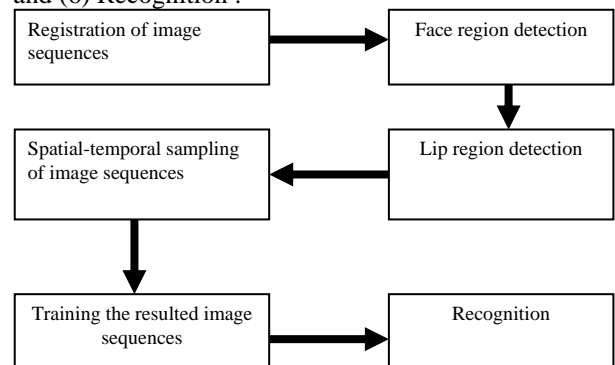 and (6) Recognition .
Registration of image
sequences
Face region detection
Lip region detection
Spatial-temporal sampling
of image sequences
Training the resulted image
sequences
Recognition